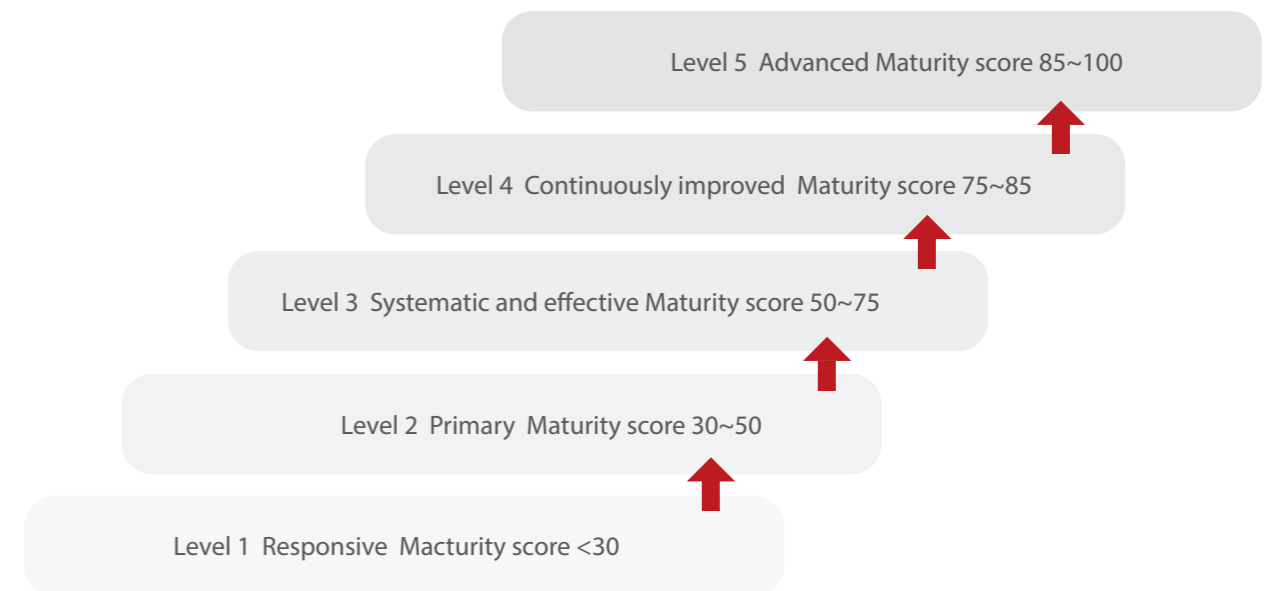 Level 5 Advanced Maturity score 85~100
Level 4 Continuously improved Maturity score 75~85
Level 3 Systematic and effective Maturity score 50~75
Level 2 Primary Maturity score 30~50
Level 1 Responsive Macturity score <30